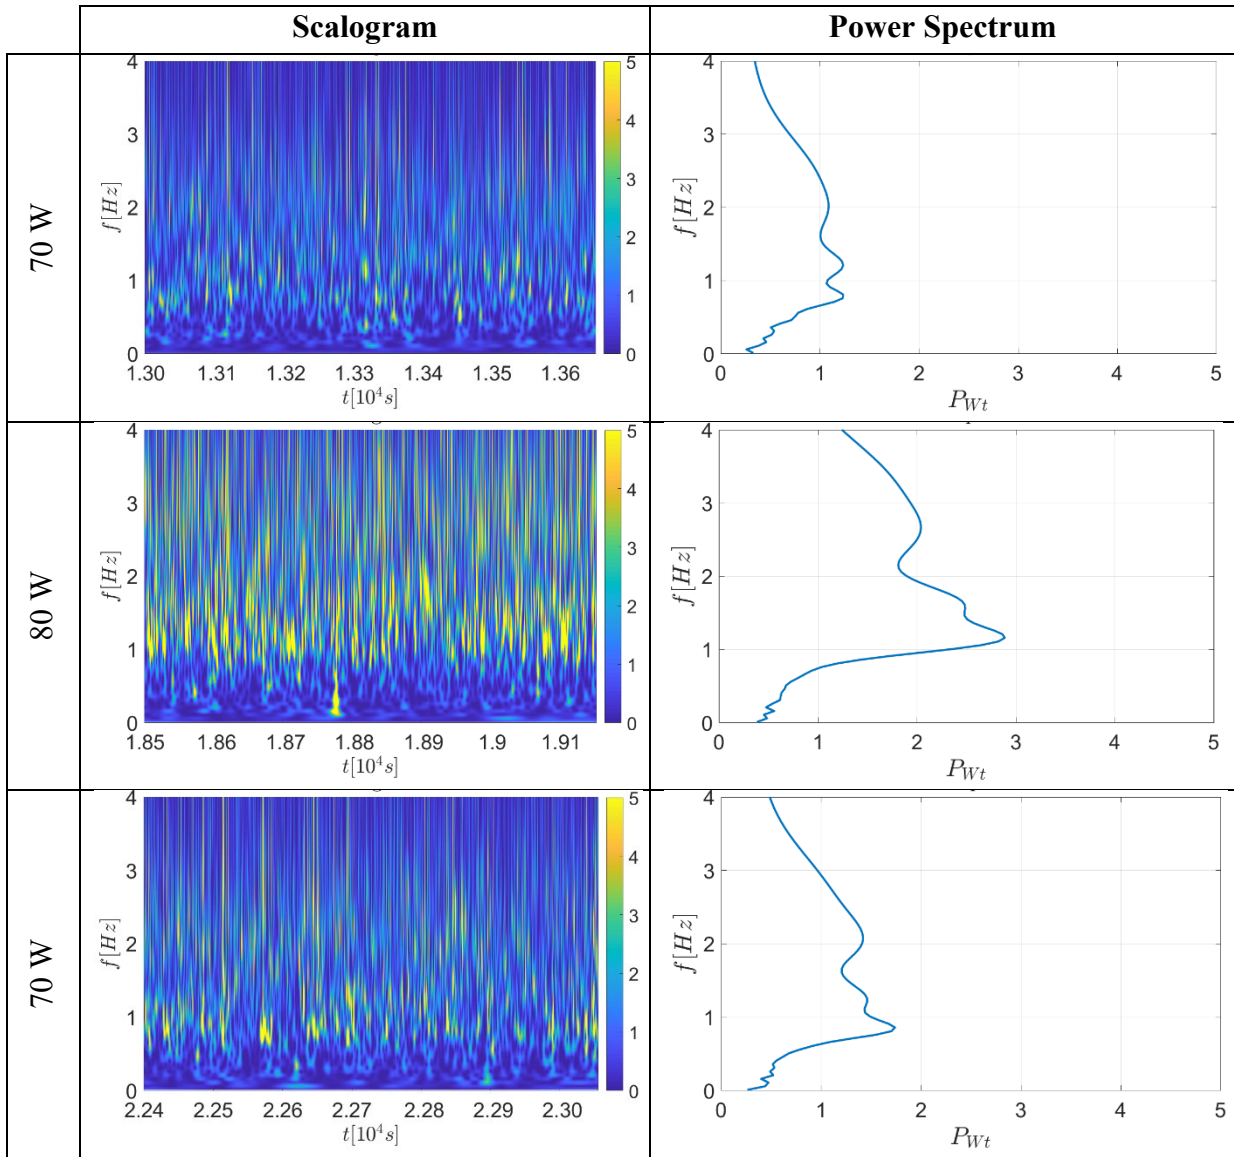 Scalogram Power Spectrum
70 W
4 3 2 1 0
f[Hz]
1.30 1.31 1.32 1.33 1.34 1.35 1.36
t[10⁴s]
5 4 3 2 1 0
4 3 2 1 0
f[Hz]
0 1 2 3 4 5
P_{Wt}
80 W
4 3 2 1 0
f[Hz]
1.85 1.86 1.87 1.88 1.89 1.9 1.91
t[10⁴s]
5 4 3 2 1 0
4 3 2 1 0
f[Hz]
0 1 2 3 4 5
P_{Wt}
70 W
4 3 2 1 0
f[Hz]
2.24 2.25 2.26 2.27 2.28 2.29 2.30
t[10⁴s]
5 4 3 2 1 0
4 3 2 1 0
f[Hz]
0 1 2 3 4 5
P_{Wt}